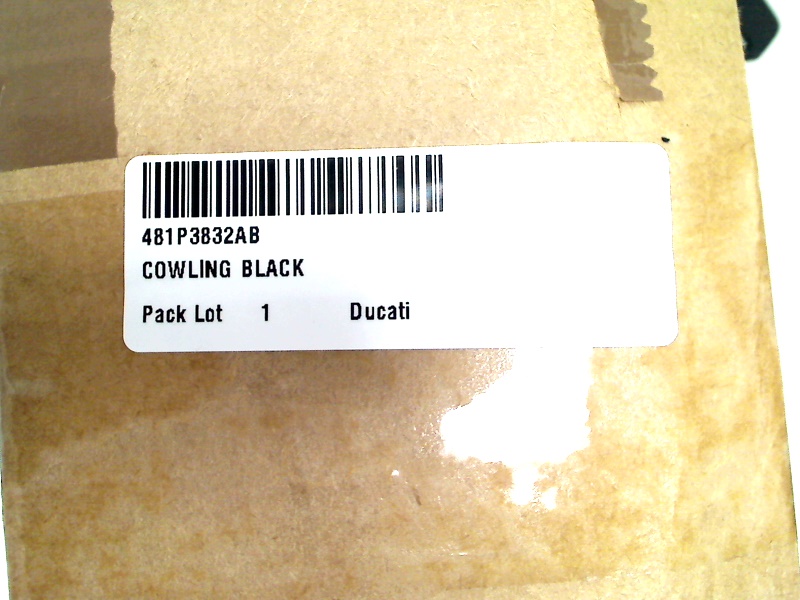 481P3832AB
COWLING BLACK
Pack Lot 1 Ducati